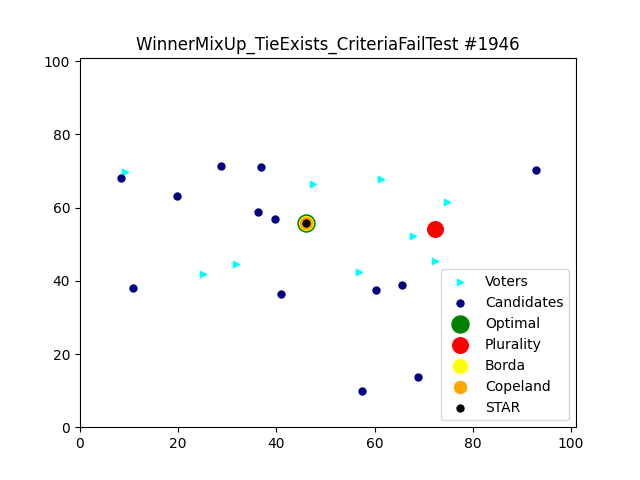 WinnerMixUp_TieExists_CriteriaFailTest #1946
100
80
60
40
20
0
0 20 40 60 80 100
Voters
Candidates
Optimal
Plurality
Borda
Copeland
STAR